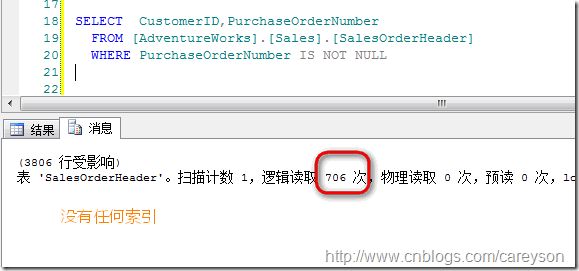 17
18 SELECT CustomerID,PurchaseOrderNumber
19 FROM [AdventureWorks].[Sales].[SalesOrderHeader]
20 WHERE PurchaseOrderNumber IS NOT NULL
21
22
结果 消息
(3806 行受影响)
表 'SalesOrderHeader'。扫描计数 1，逻辑读取 706 次，物理读取 0 次，预读 0 次，lo
没有任何索引
http://www.cnblogs.com/careyson